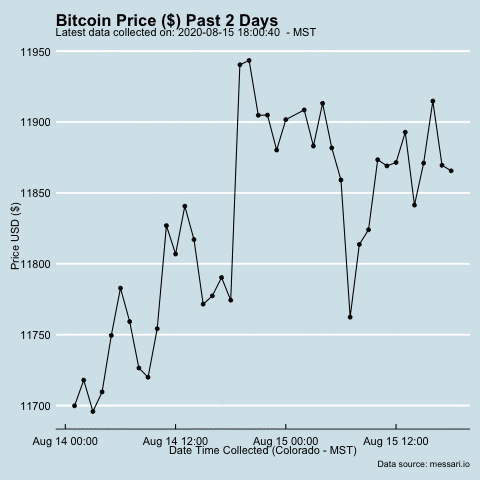 Bitcoin Price ($) Past 2 Days
Latest data collected on: 2020-08-15 18:00:40  - MST
11950
11900
11850
11800
11750
11700
Price USD ($)
Aug 14 00:00
Aug 14 12:00
Aug 15 00:00
Aug 15 12:00
Date Time Collected (Colorado - MST)
Data source: messari.io